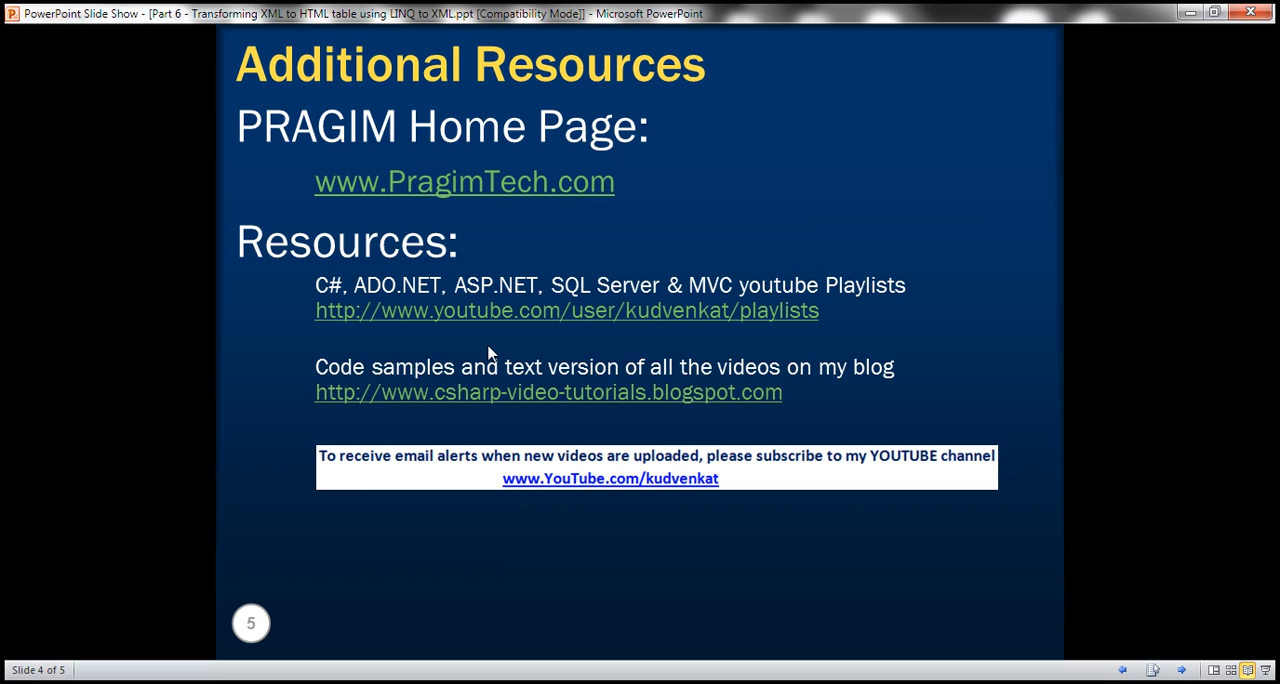 PowerPoint Slide Show - [Part 6 - Transforming XML to HTML table using LINQ to XML.ppt [Compatibility Mode]] - Microsoft PowerPoint
Additional Resources
PRAGIM Home Page:
www.PragimTech.com
Resources:
C#, ADO.NET, ASP.NET, SQL Server & MVC youtube Playlists
http://www.youtube.com/user/kudvenkat/playlists
Code samples and text version of all the videos on my blog
http://www.csharp-video-tutorials.blogspot.com
To receive email alerts when new videos are uploaded, please subscribe to my YOUTUBE channel
www.YouTube.com/kudvenkat
5
Slide 4 of 5